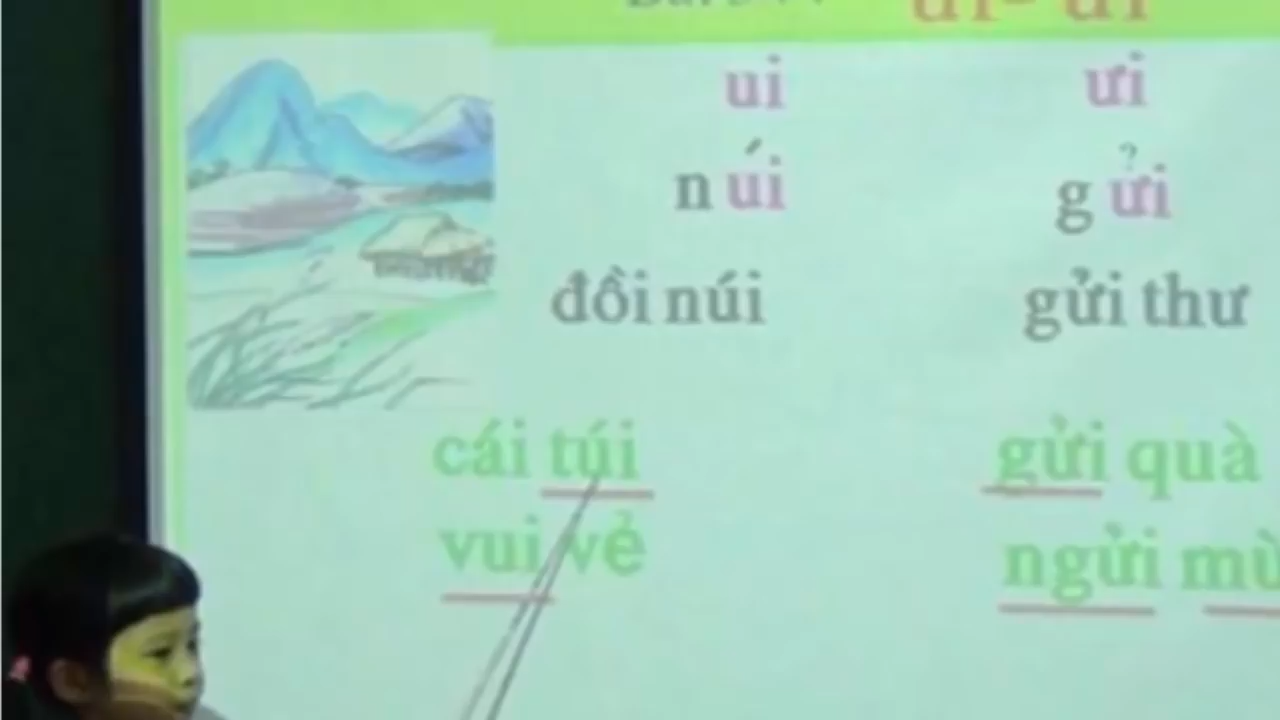 ui ưi
núi gửi
đồi núi gửi thư
cái túi gửi quà
vui vẻ ngửi